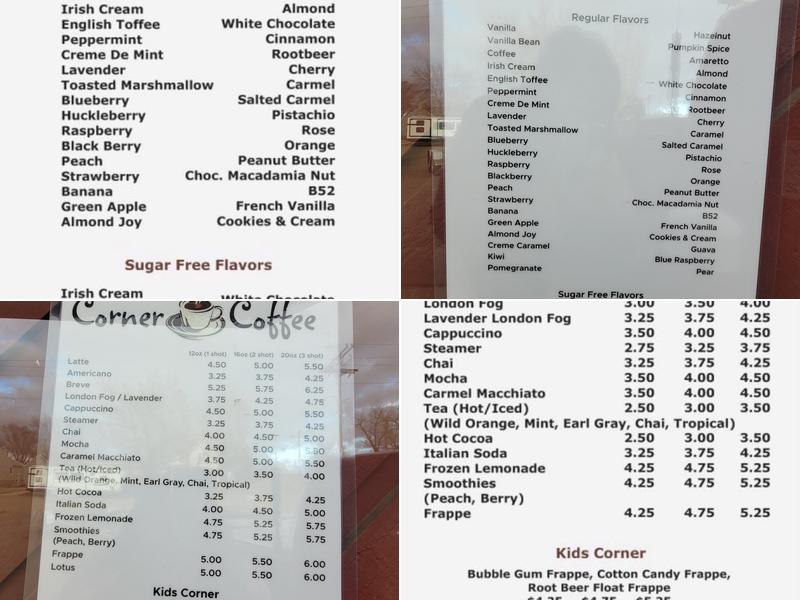 Irish Cream Almond
English Toffee White Chocolate
Peppermint Cinnamon
Creme De Mint Rootbeer
Lavender Cherry
Toasted Marshmallow Carmel
Blueberry Salted Carmel
Huckleberry Pistachio
Raspberry Rose
Black Berry Orange
Peach Peanut Butter
Strawberry Choc. Macadamia Nut
Banana B52
Green Apple French Vanilla
Almond Joy Cookies & Cream
Sugar Free Flavors
Irish Cream White Chocolate
Regular Flavors
Vanilla Hazelnut
Vanilla Bean Pumpkin Spice
Coffee Amaretto
Irish Cream Almond
English Toffee White Chocolate
Peppermint Cinnamon
Creme De Mint Rootbeer
Lavender Cherry
Toasted Marshmallow Caramel
Blueberry Salted Caramel
Huckleberry Pistachio
Raspberry Rose
Blackberry Orange
Peach Peanut Butter
Strawberry Choc. Macadamia Nut
Banana B52
Green Apple French Vanilla
Almond Joy Cookies & Cream
Creme Caramel Guava
Kiwi Blue Raspberry
Pomegranate Pear
Sugar Free Flavors
Corner Coffee
12oz (1 shot) 16oz (2 shot) 20oz (3 shot)
Latte 4.50 5.00 5.50
Americano 3.25 3.75 4.25
Breve 5.25 5.75 6.25
London Fog / Lavender 3.75 4.25 4.75
Cappuccino 4.50 5.00 5.50
Steamer 3.25 3.75 4.25
Chai 4.00 4.50 5.00
Mocha 4.50 5.00 5.50
Caramel Macchiato 4.50 5.00 5.50
Tea (Hot/Iced) 3.00 3.50 4.00
(Wild Orange, Mint, Earl Gray, Chai, Tropical)
Hot Cocoa 3.25 3.75 4.25
Italian Soda 4.00 4.50 5.00
Frozen Lemonade 4.75 5.25 5.75
Smoothies 4.75 5.25 5.75
(Peach, Berry)
Frappe 5.00 5.50 6.00
Lotus 5.00 5.50 6.00
Kids Corner
London Fog 3.00 3.50 4.00
Lavender London Fog 3.25 3.75 4.25
Cappuccino 3.50 4.00 4.50
Steamer 2.75 3.25 3.75
Chai 3.25 3.75 4.25
Mocha 3.50 4.00 4.50
Carmel Macchiato 3.50 4.00 4.50
Tea (Hot/Iced) 2.50 3.00 3.50
(Wild Orange, Mint, Earl Gray, Chai, Tropical)
Hot Cocoa 2.50 3.00 3.50
Italian Soda 3.25 3.75 4.25
Frozen Lemonade 4.25 4.75 5.25
Smoothies 4.25 4.75 5.25
(Peach, Berry)
Frappe 4.25 4.75 5.25
Kids Corner
Bubble Gum Frappe, Cotton Candy Frappe,
Root Beer Float Frappe
$4.25 $4.75 $5.25